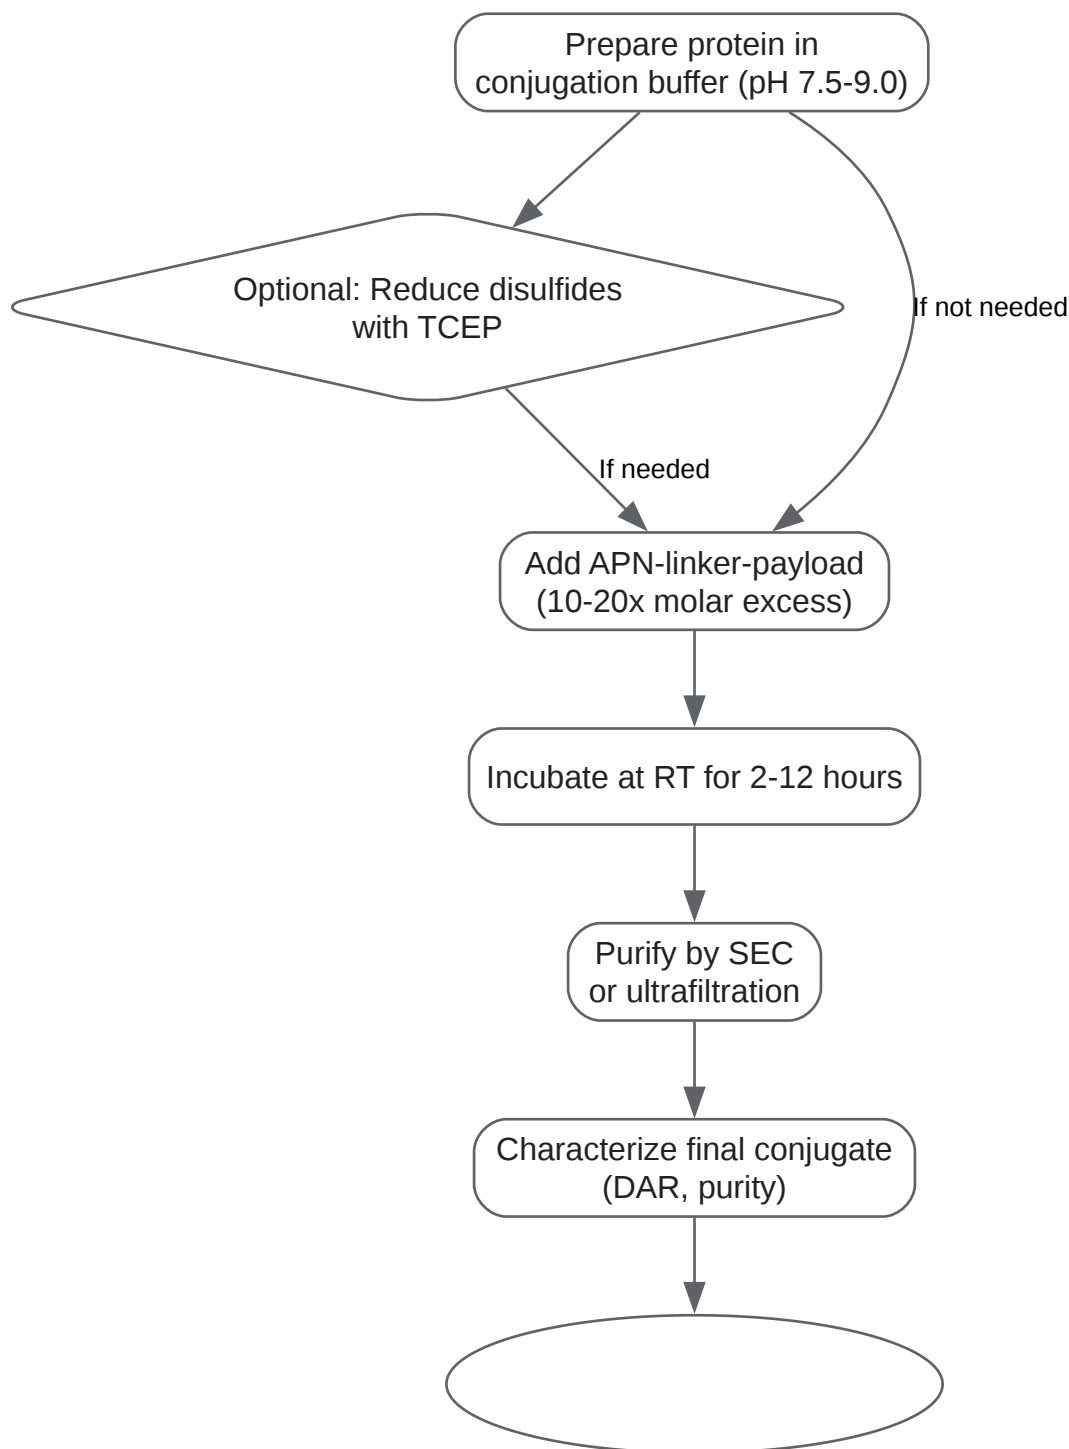 Prepare protein in
conjugation buffer (pH 7.5-9.0)
Optional: Reduce disulfides
with TCEP
If not needed
If needed
Add APN-linker-payload
(10-20x molar excess)
Incubate at RT for 2-12 hours
Purify by SEC
or ultrafiltration
Characterize final conjugate
(DAR, purity)